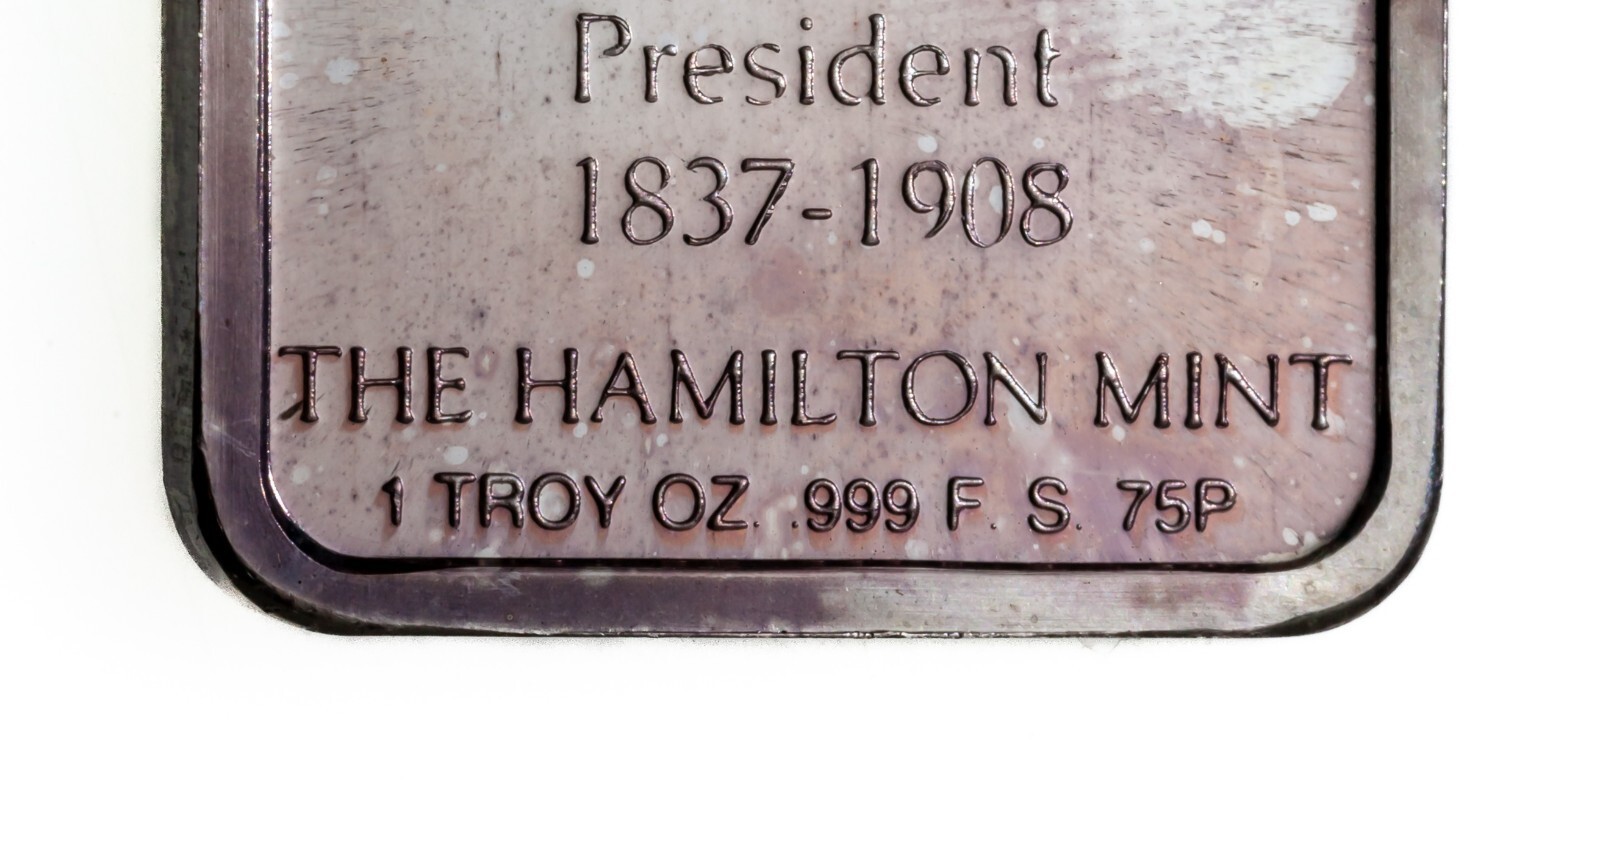 President
1837-1908
THE HAMILTON MINT
1 TROY OZ. .999 F. S. 75P